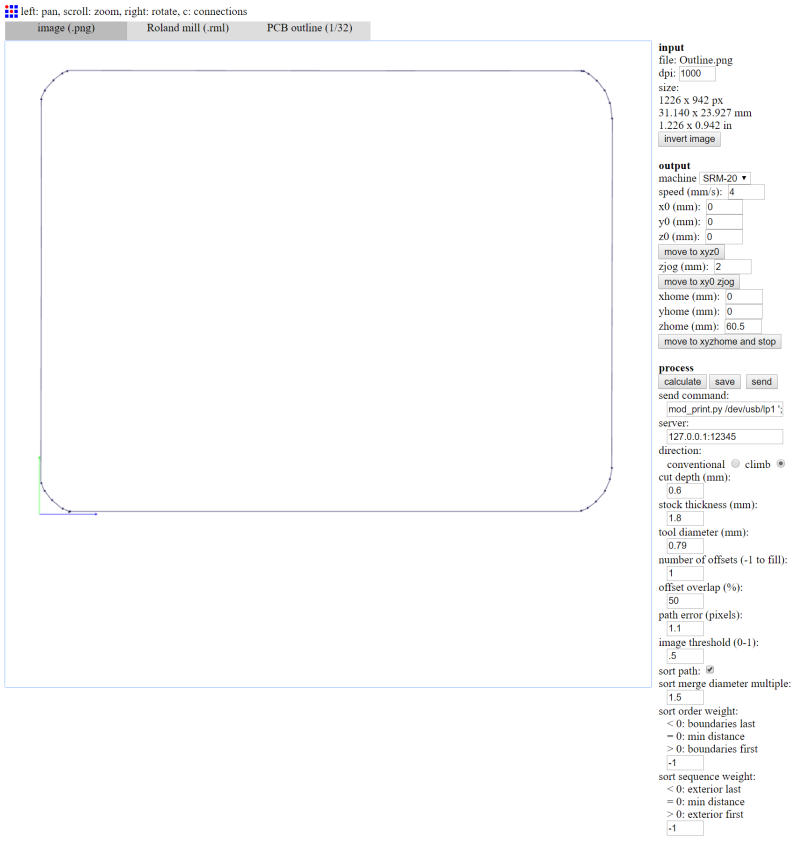 left: pan, scroll: zoom, right: rotate, c: connections
image (.png) Roland mill (.rml) PCB outline (1/32)
input
file: Outline.png
dpi: 1000
size:
1226 x 942 px
31.140 x 23.927 mm
1.226 x 0.942 in
invert image
output
machine SRM-20
speed (mm/s): 4
x0 (mm): 0
y0 (mm): 0
z0 (mm): 0
move to xyz0
zjog (mm): 2
move to xy0 zjog
xhome (mm): 0
yhome (mm): 0
zhome (mm): 60.5
move to xyzhome and stop
process
calculate save send
send command:
mod_print.py /dev/usb/lp1 ';
server:
127.0.0.1:12345
direction:
conventional climb
cut depth (mm):
0.6
stock thickness (mm):
1.8
tool diameter (mm):
0.79
number of offsets (-1 to fill):
1
offset overlap (%):
50
path error (pixels):
1.1
image threshold (0-1):
.5
sort path:
sort merge diameter multiple:
1.5
sort order weight:
< 0: boundaries last
= 0: min distance
> 0: boundaries first
-1
sort sequence weight:
< 0: exterior last
= 0: min distance
> 0: exterior first
-1